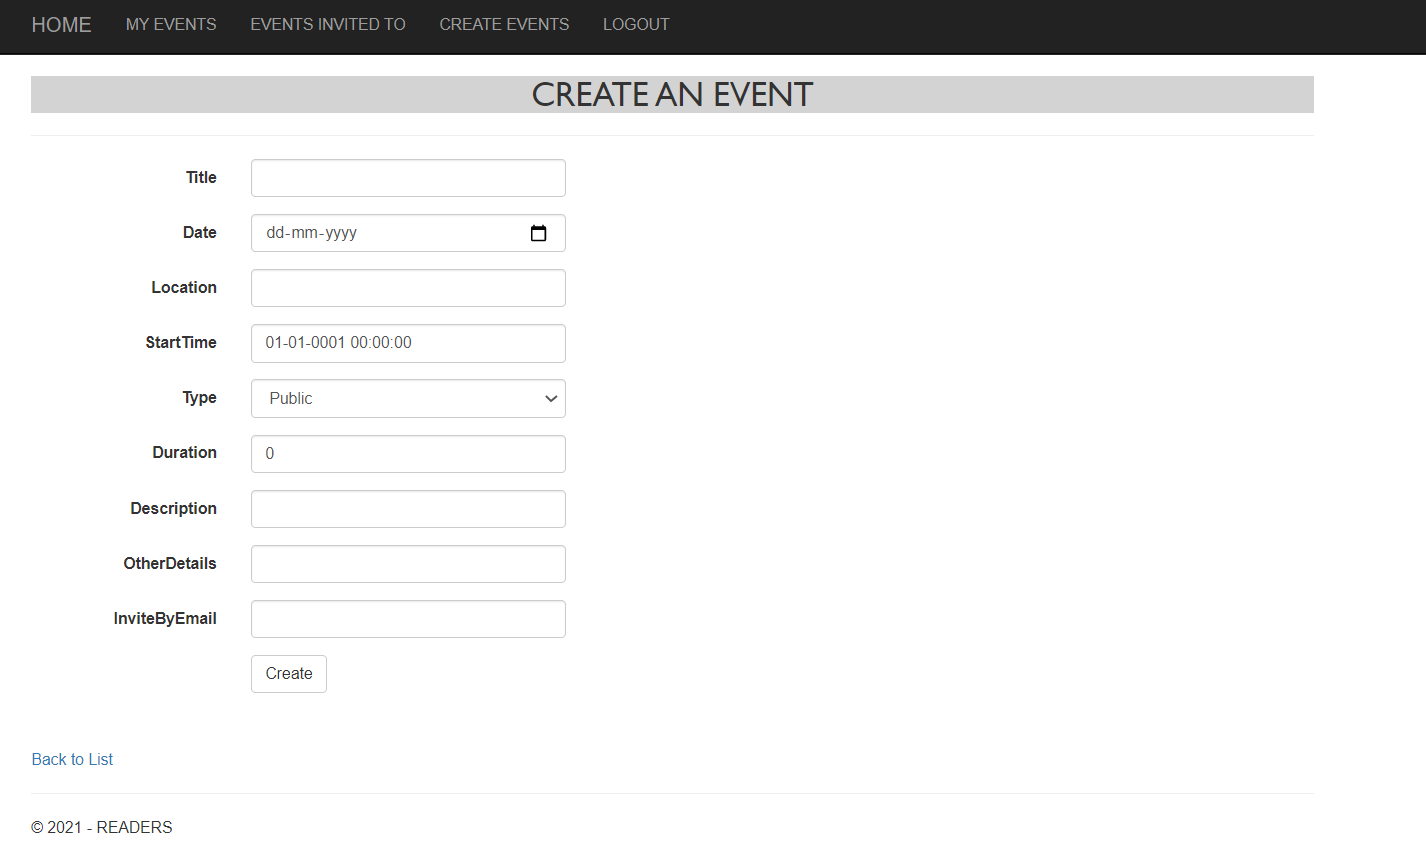 HOME MY EVENTS EVENTS INVITED TO CREATE EVENTS LOGOUT
CREATE AN EVENT
Title
Date dd-mm-yyyy
Location
StartTime 01-01-0001 00:00:00
Type Public
Duration 0
Description
OtherDetails
InviteByEmail
Create
Back to List
© 2021 - READERS